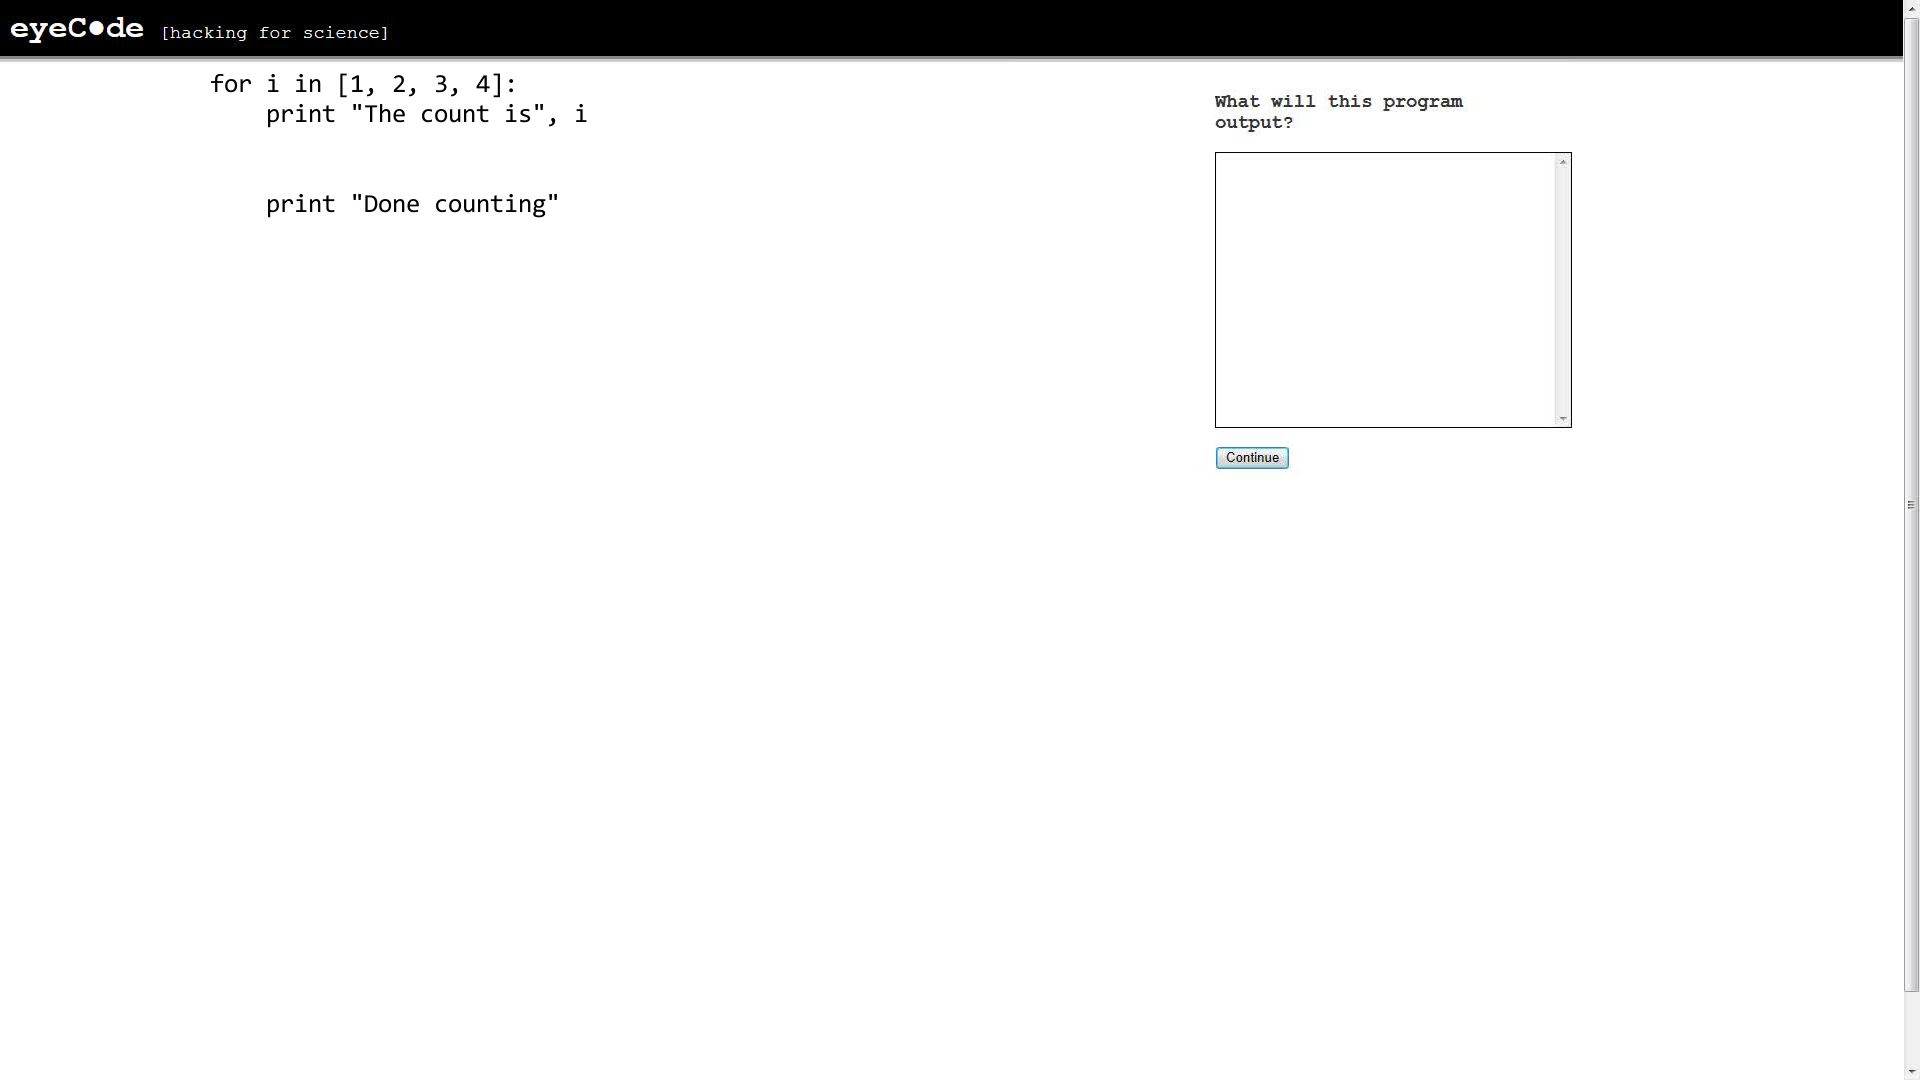 eyeC●de [hacking for science]
for i in [1, 2, 3, 4]:
    print "The count is", i
    print "Done counting"
What will this program
output?
Continue